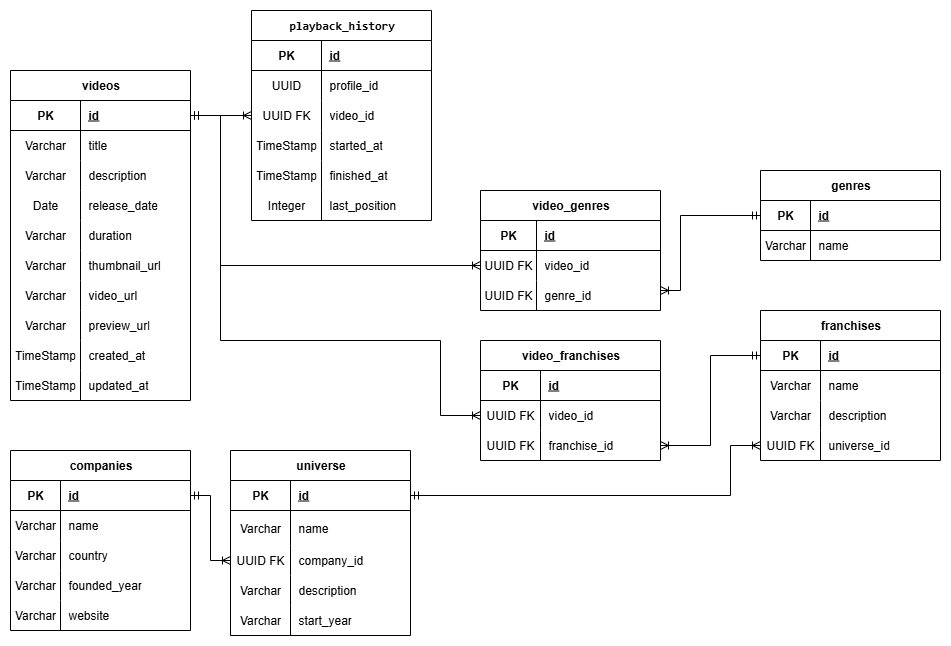 playback_history
PK id
UUID profile_id
UUID FK video_id
TimeStamp started_at
TimeStamp finished_at
Integer last_position
videos
PK id
Varchar title
Varchar description
Date release_date
Varchar duration
Varchar thumbnail_url
Varchar video_url
Varchar preview_url
TimeStamp created_at
TimeStamp updated_at
video_genres
PK id
UUID FK video_id
UUID FK genre_id
genres
PK id
Varchar name
video_franchises
PK id
UUID FK video_id
UUID FK franchise_id
franchises
PK id
Varchar name
Varchar description
UUID FK universe_id
companies
PK id
Varchar name
Varchar country
Varchar founded_year
Varchar website
universe
PK id
Varchar name
UUID FK company_id
Varchar description
Varchar start_year